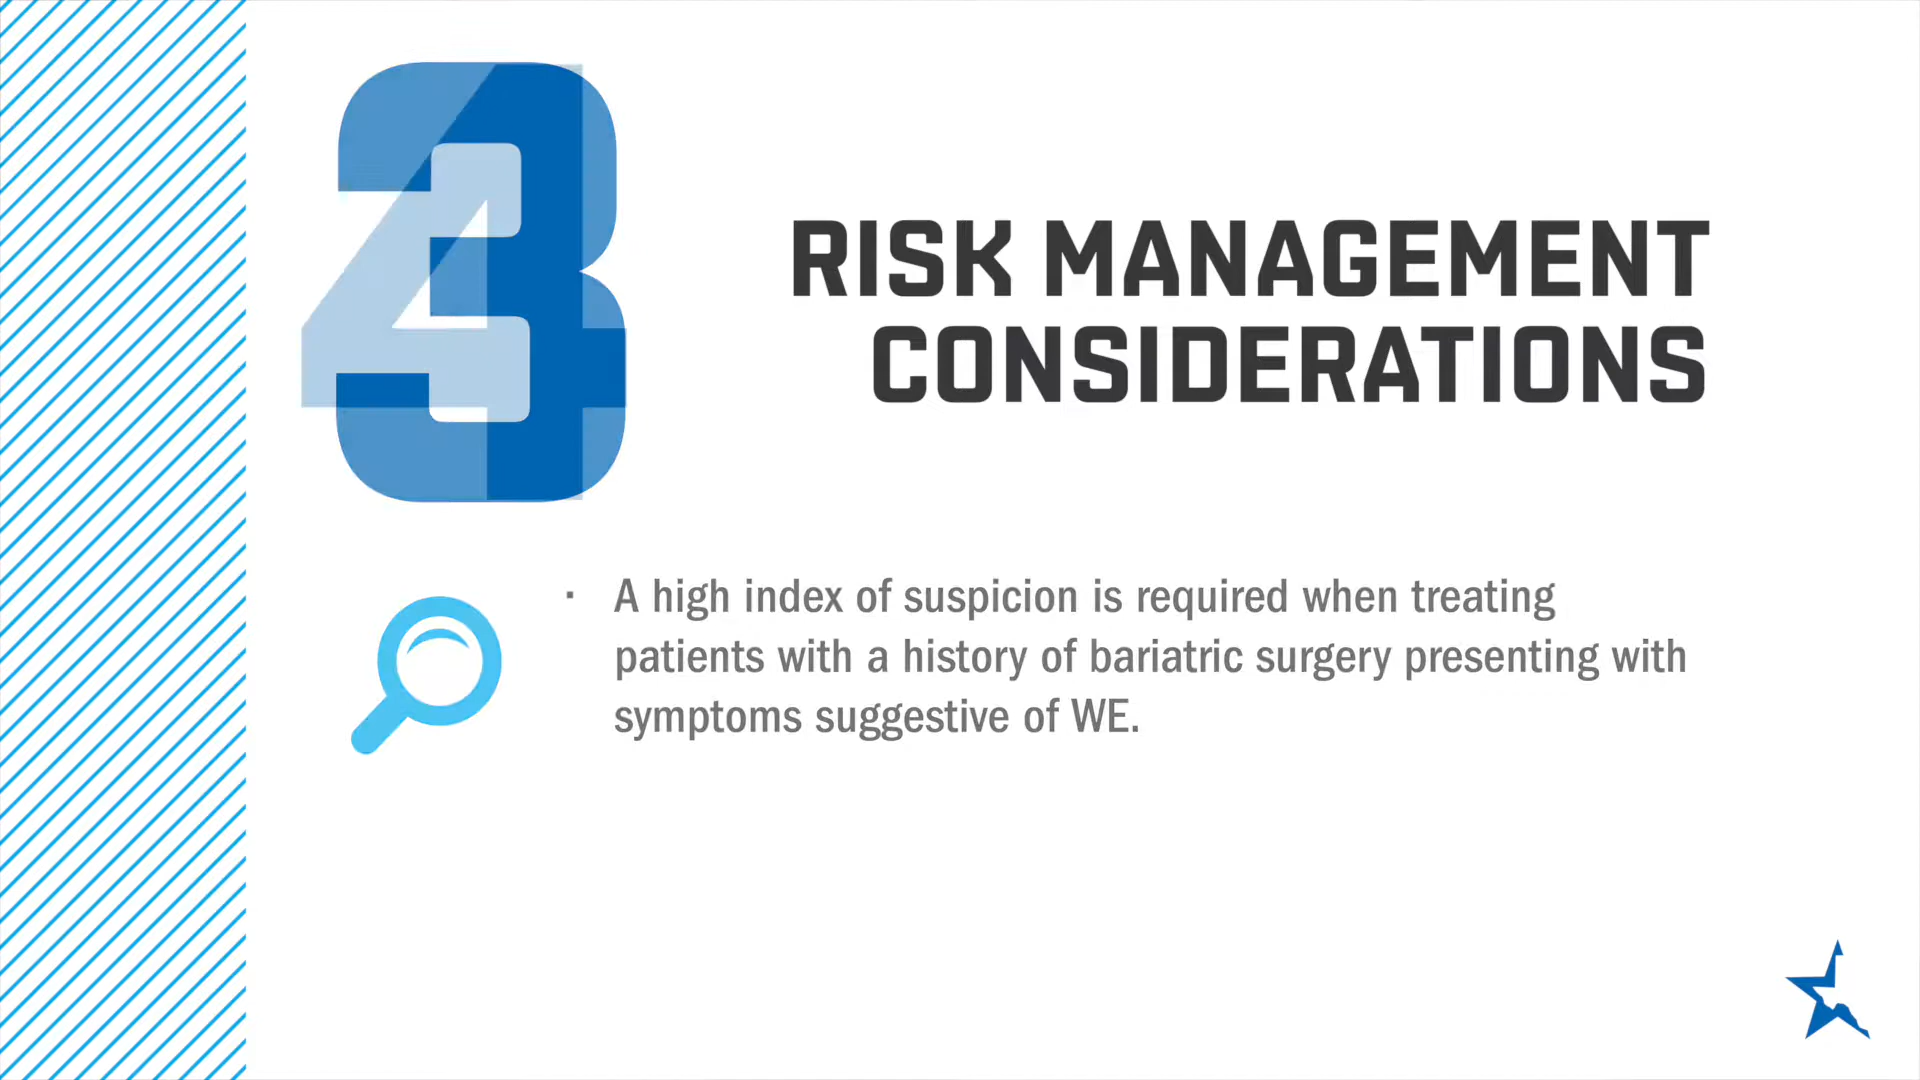 RISK MANAGEMENT
CONSIDERATIONS
· A high index of suspicion is required when treating
patients with a history of bariatric surgery presenting with
symptoms suggestive of WE.